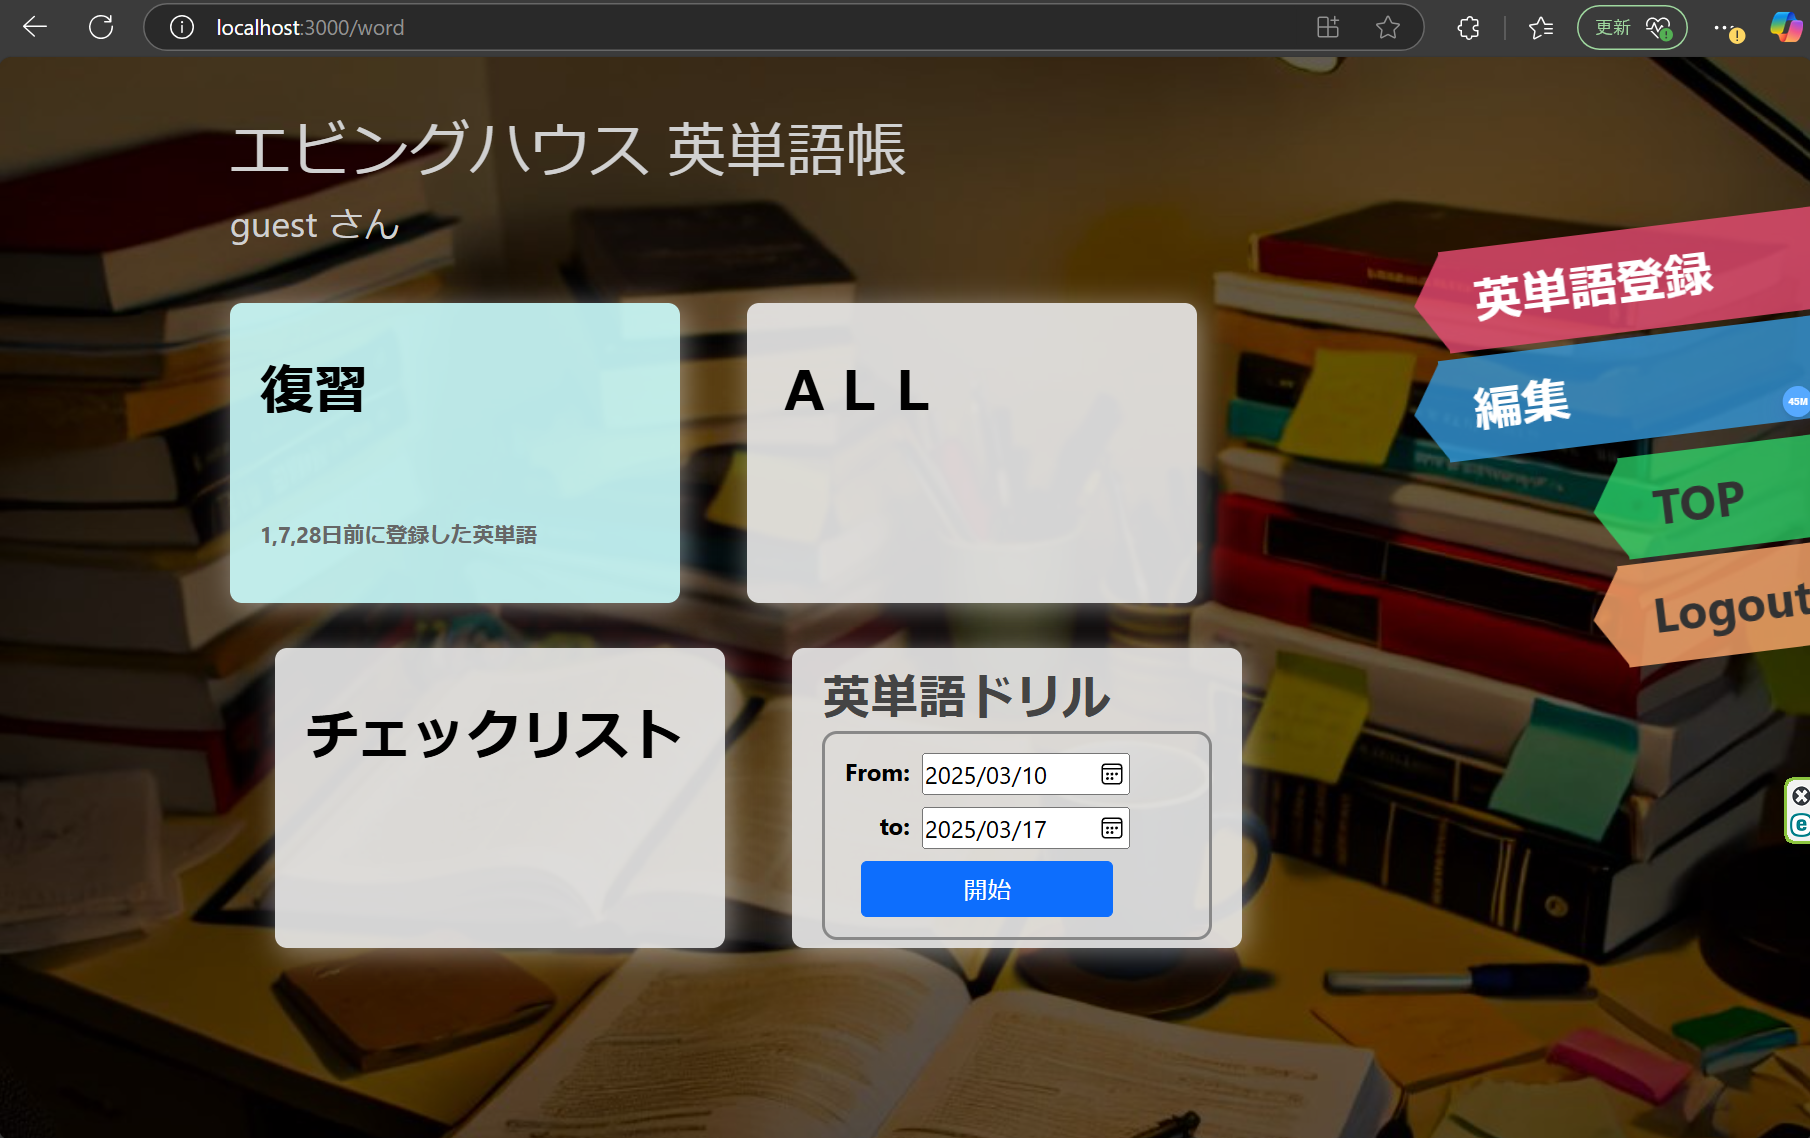 localhost:3000/word
更新
エビングハウス 英単語帳
guest さん
英単語登録
編集
45M
TOP
Logout
復習
1,7,28日前に登録した英単語
ＡＬＬ
チェックリスト
英単語ドリル
From: 2025/03/10
to: 2025/03/17
開始